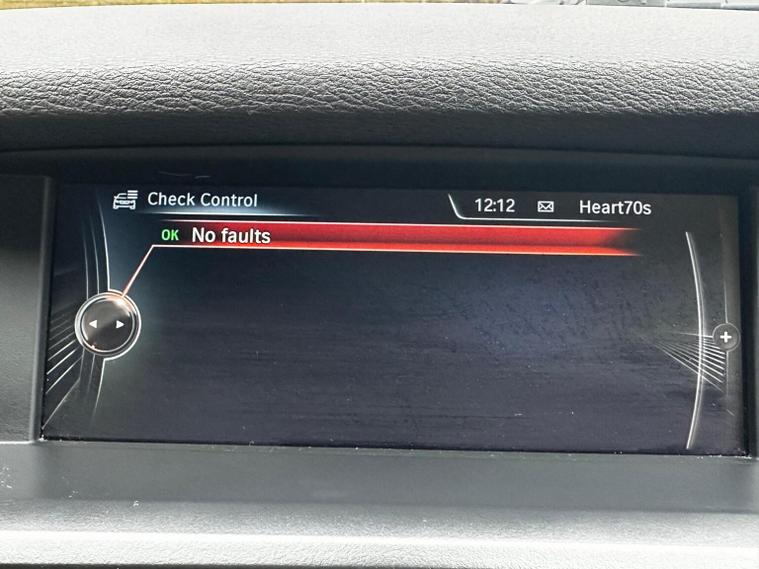 Check Control
12:12 Heart70s
OK No faults